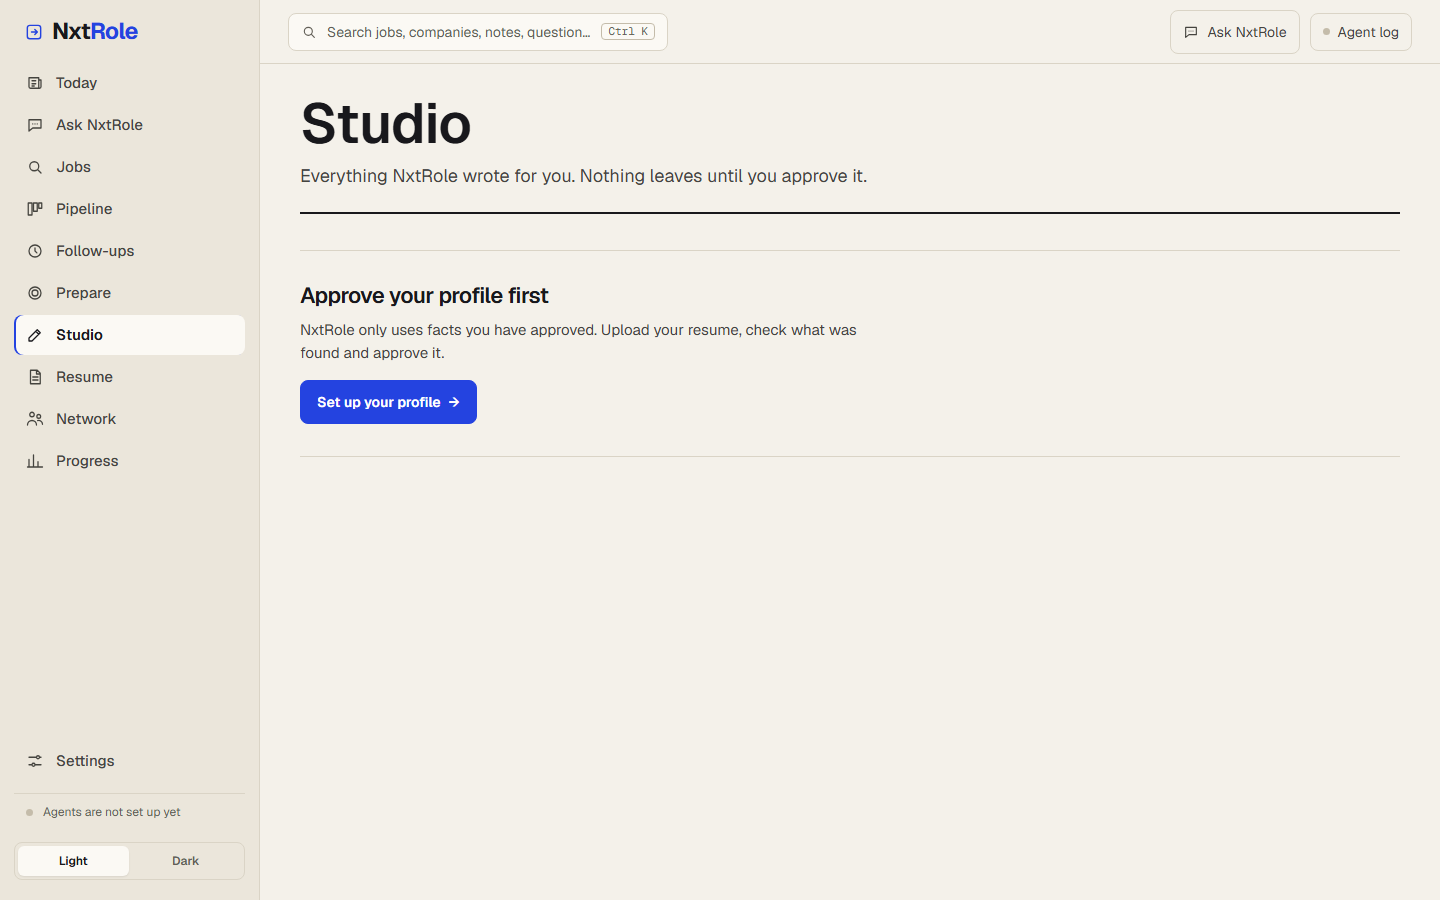 NxtRole
Search jobs, companies, notes, question...
Ctrl K
Ask NxtRole
Agent log
Today
Ask NxtRole
Jobs
Pipeline
Follow-ups
Prepare
Studio
Resume
Network
Progress
Settings
Agents are not set up yet
Light
Dark
Studio
Everything NxtRole wrote for you. Nothing leaves until you approve it.
Approve your profile first
NxtRole only uses facts you have approved. Upload your resume, check what was
found and approve it.
Set up your profile →